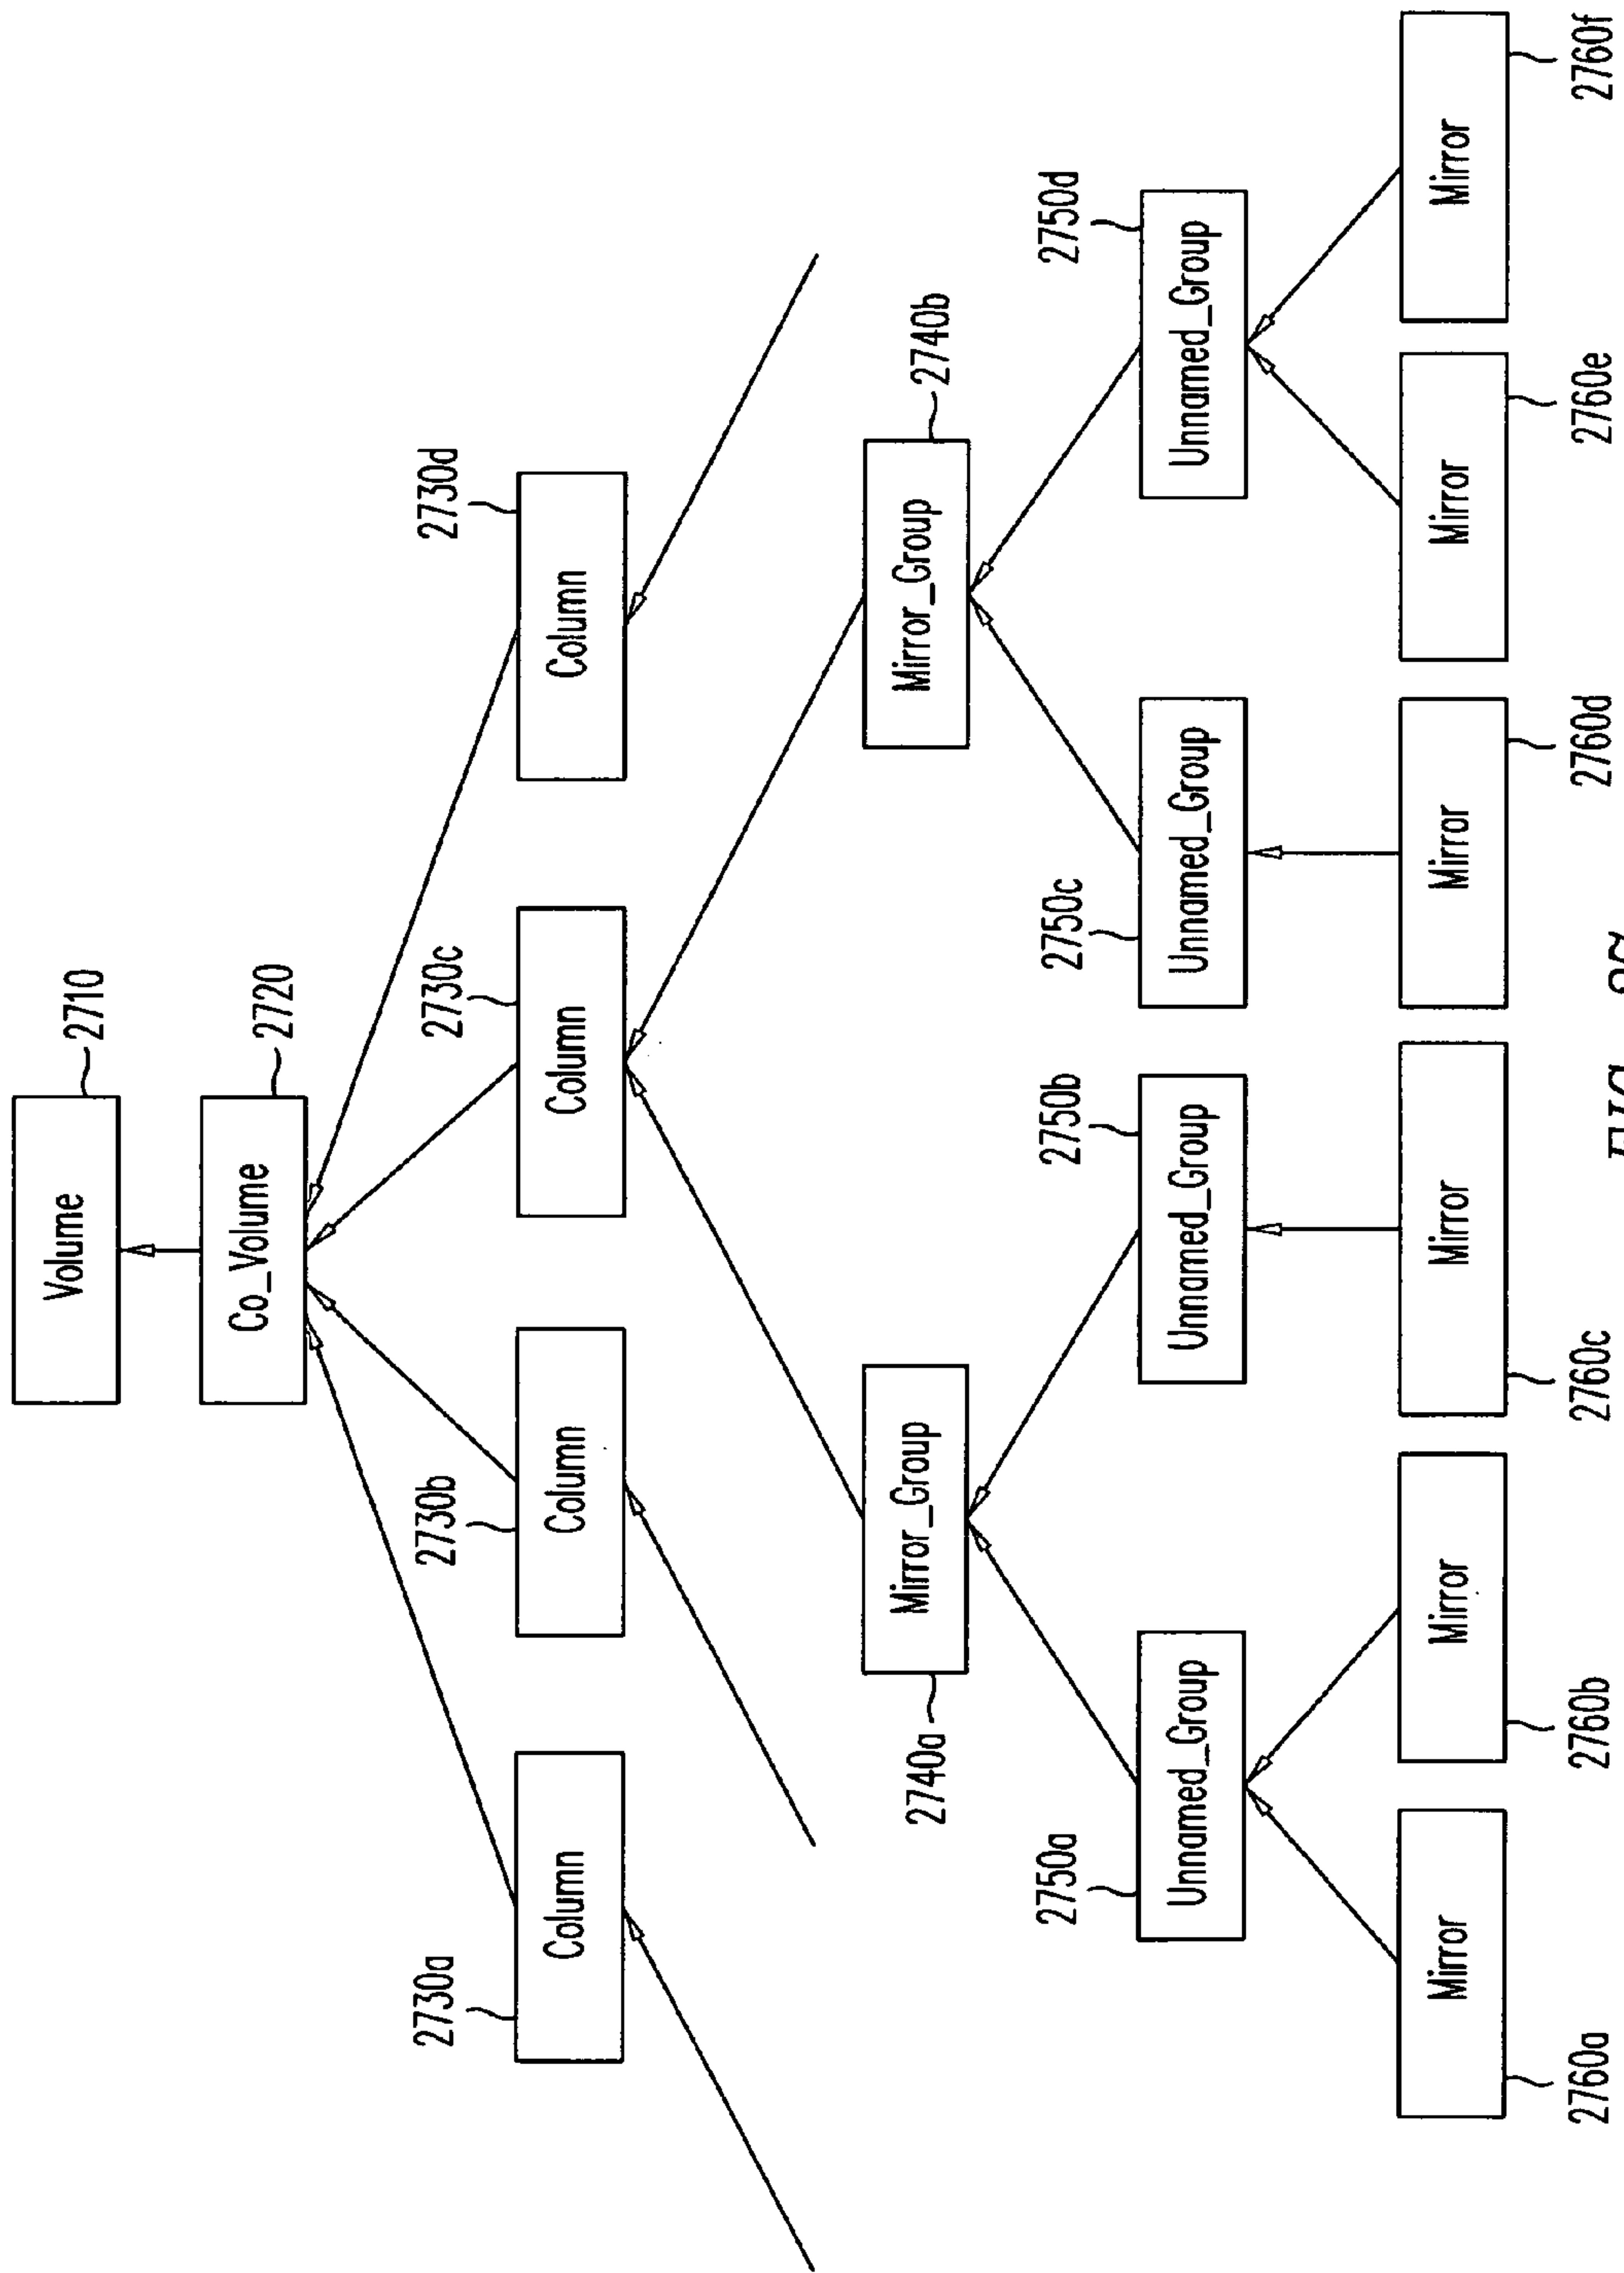 Volume
2710
Co_Volume
2720
2730a
Column
2730b
Column
2730c
Column
2730d
Column
2740a
Mirror_Group
Mirror_Group
2740b
2750a
Unnamed_Group
2750b
Unnamed_Group
2750c
Unnamed_Group
2750d
Unnamed_Group
Mirror
Mirror
Mirror
Mirror
Mirror
Mirror
2760a
2760b
2760c
2760d
2760e
2760f
FIG.